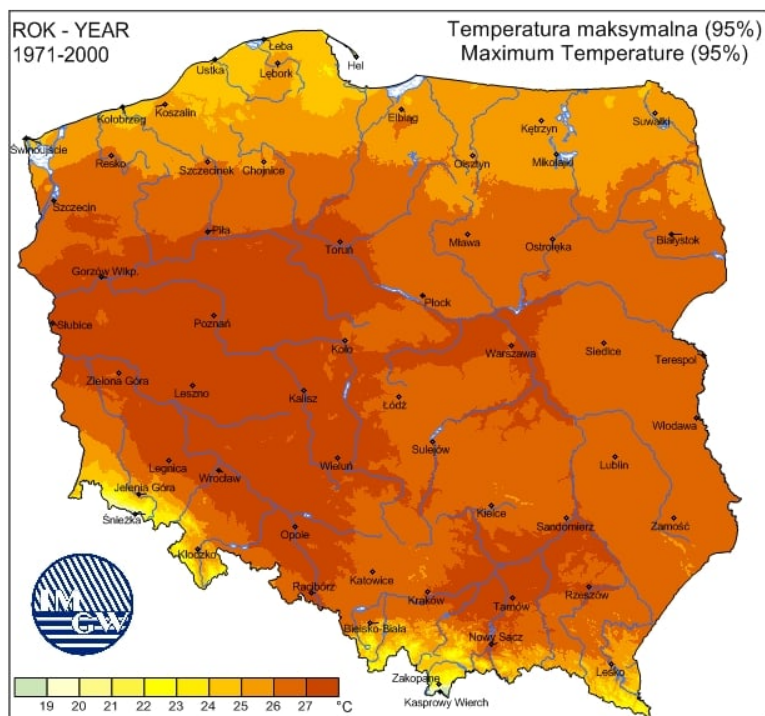 ROK - YEAR
1971-2000
Temperatura maksymalna (95%)
Maximum Temperature (95%)
Łeba
Hel
Ustka
Lębork
Kołobrzeg
Koszalin
Elbląg
Kętrzyn
Suwałki
Świnoujście
Resko
Szczecinek
Chojnice
Olsztyn
Mikołajki
Szczecin
Piła
Toruń
Mława
Ostrołęka
Białystok
Gorzów Wlkp.
Płock
Słubice
Poznań
Koło
Warszawa
Siedlce
Terespol
Zielona Góra
Leszno
Kalisz
Łódź
Włodawa
Sulejów
Legnica
Wrocław
Wieluń
Lublin
Jelenia Góra
Śnieżka
Kielce
Sandomierz
Zamość
Opole
Kłodzko
Katowice
Racibórz
Kraków
Tarnów
Rzeszów
Bielsko-Biała
Nowy Sącz
Lesko
Zakopane
Kasprowy Wierch
IM
GW
19 20 21 22 23 24 25 26 27 °C